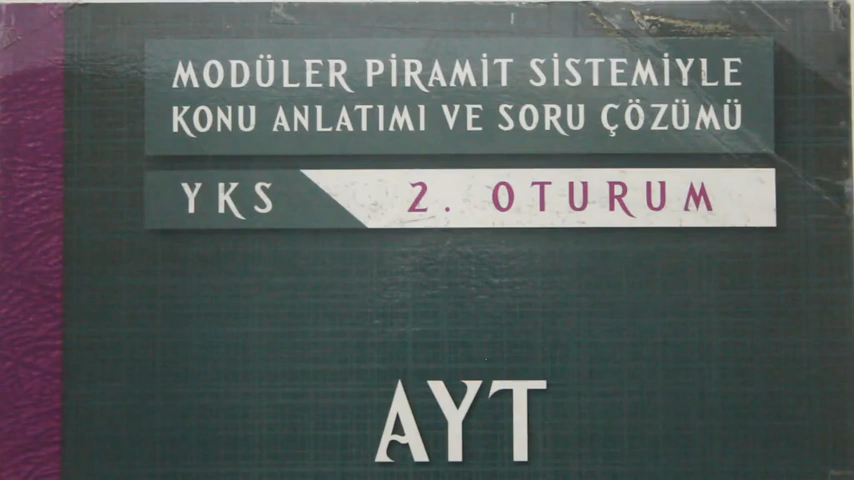 MODÜLER PİRAMİT SİSTEMİYLE
KONU ANLATIMI VE SORU ÇÖZÜMÜ
YKS 2. OTURUM
AYT